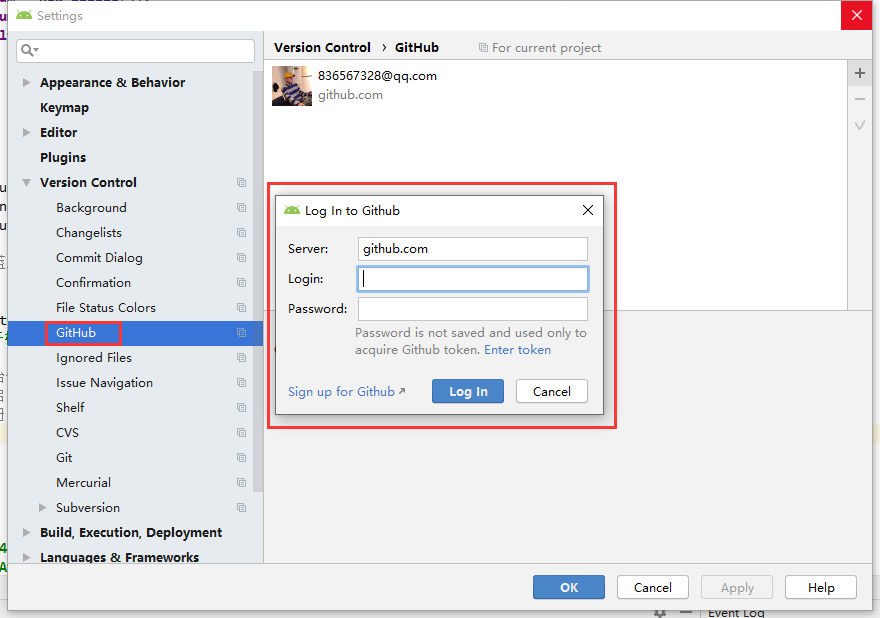 Settings
Version Control › GitHub
For current project
Appearance & Behavior
Keymap
Editor
Plugins
Version Control
Background
Changelists
Commit Dialog
Confirmation
File Status Colors
GitHub
Ignored Files
Issue Navigation
Shelf
CVS
Git
Mercurial
Subversion
Build, Execution, Deployment
Languages & Frameworks
836567328@qq.com
github.com
Log In to Github
Server: github.com
Login:
Password:
Password is not saved and used only to
acquire Github token. Enter token
Sign up for Github
Log In
Cancel
OK
Cancel
Apply
Help
Event Log